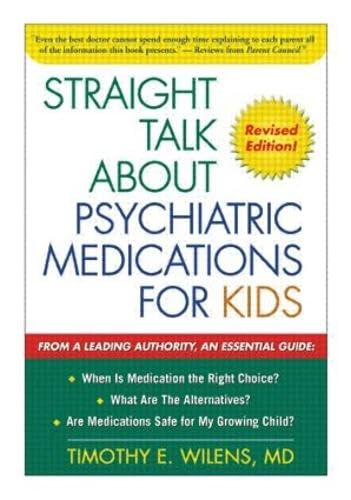 "Even the best doctor cannot spend enough time explaining to each parent all
of the information this book presents." — Reviews from Parent Council™
STRAIGHT
TALK
ABOUT
Revised
Edition!
PSYCHIATRIC
MEDICATIONS
FOR KIDS
FROM A LEADING AUTHORITY, AN ESSENTIAL GUIDE:
◆ When Is Medication the Right Choice?
◆ What Are The Alternatives?
◆ Are Medications Safe for My Growing Child?
TIMOTHY E. WILENS, MD